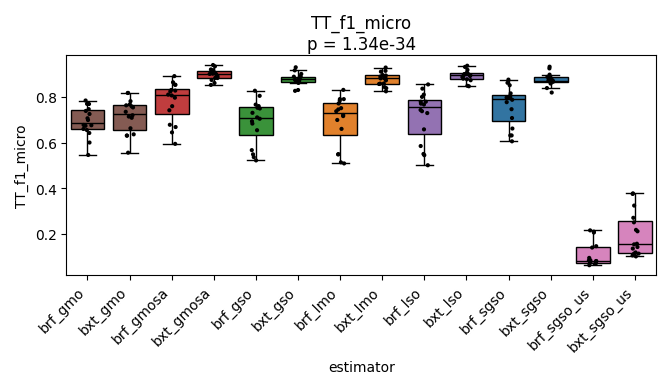 TT_f1_micro
p = 1.34e-34
TT_f1_micro
0.8
0.6
0.4
0.2
brf_gmo
bxt_gmo
brf_gmosa
bxt_gmosa
brf_gso
bxt_gso
brf_lmo
bxt_lmo
brf_lso
bxt_lso
brf_sgso
bxt_sgso
brf_sgso_us
bxt_sgso_us
estimator